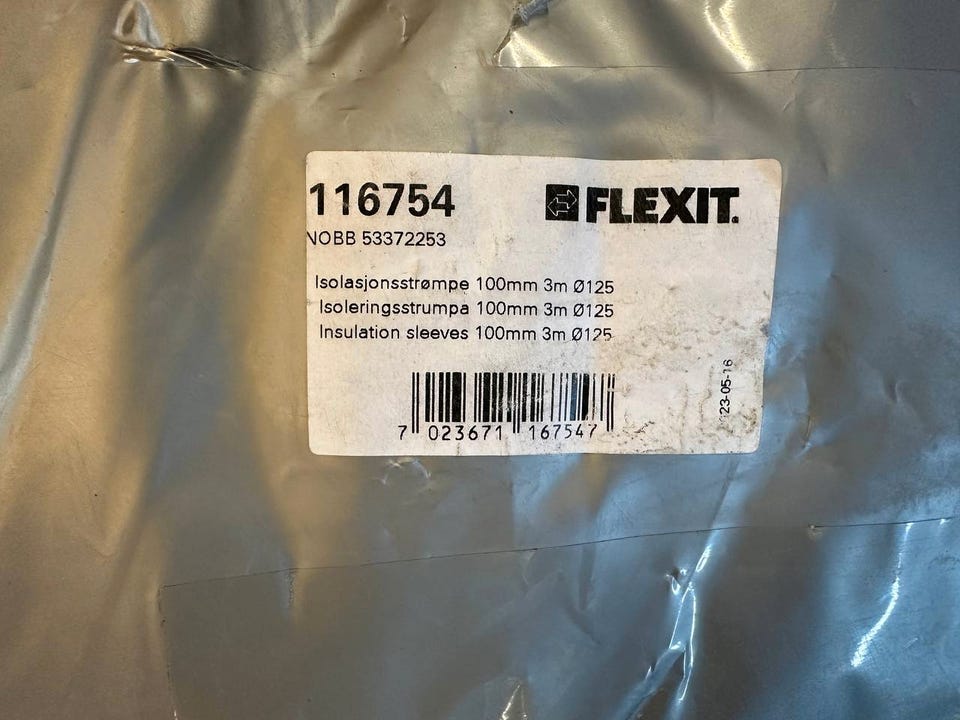 116754 FLEXIT.
NOBB 53372253
Isolasjonsstrømpe 100mm 3m Ø125
Isoleringsstrumpa 100mm 3m Ø125
Insulation sleeves 100mm 3m Ø125
23-05-16
7 023671 167547